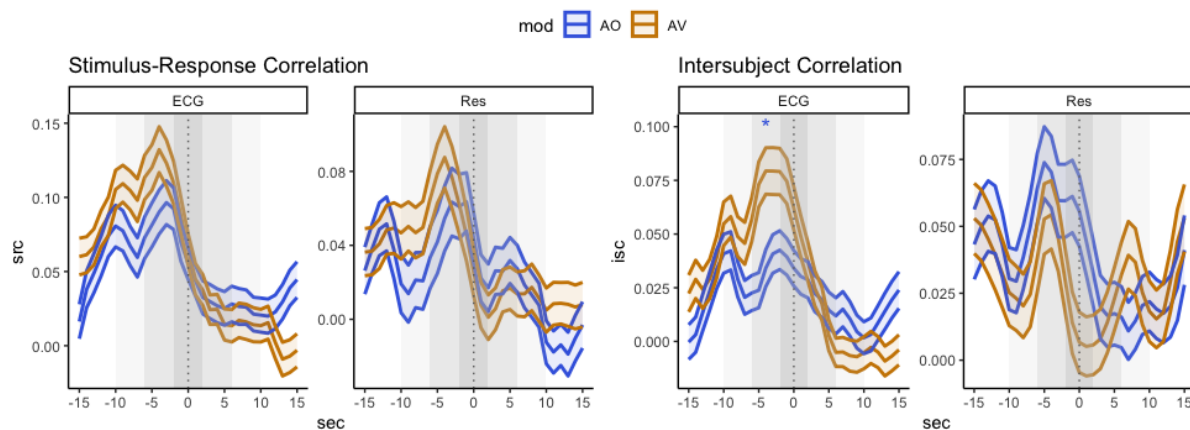 mod AO AV
Stimulus-Response Correlation
Intersubject Correlation
ECG Res ECG Res
src
0.15
0.10
0.05
0.00
0.08
0.04
0.00
isc
0.100
0.075
0.050
0.025
0.000
*
0.075
0.050
0.025
0.000
-15 -10 -5 0 5 10 15
-15 -10 -5 0 5 10 15
-15 -10 -5 0 5 10 15
-15 -10 -5 0 5 10 15
sec
sec